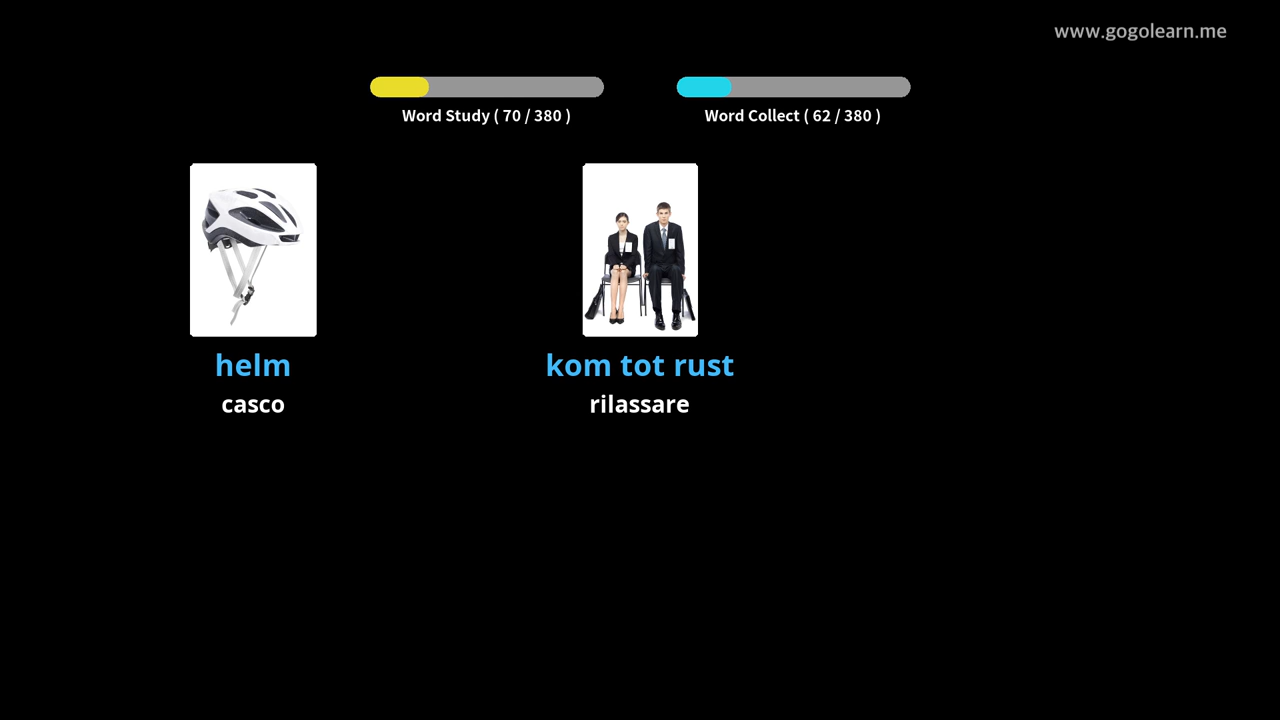 www.gogolearn.me
Word Study ( 70 / 380 )
Word Collect ( 62 / 380 )
helm
casco
kom tot rust
rilassare